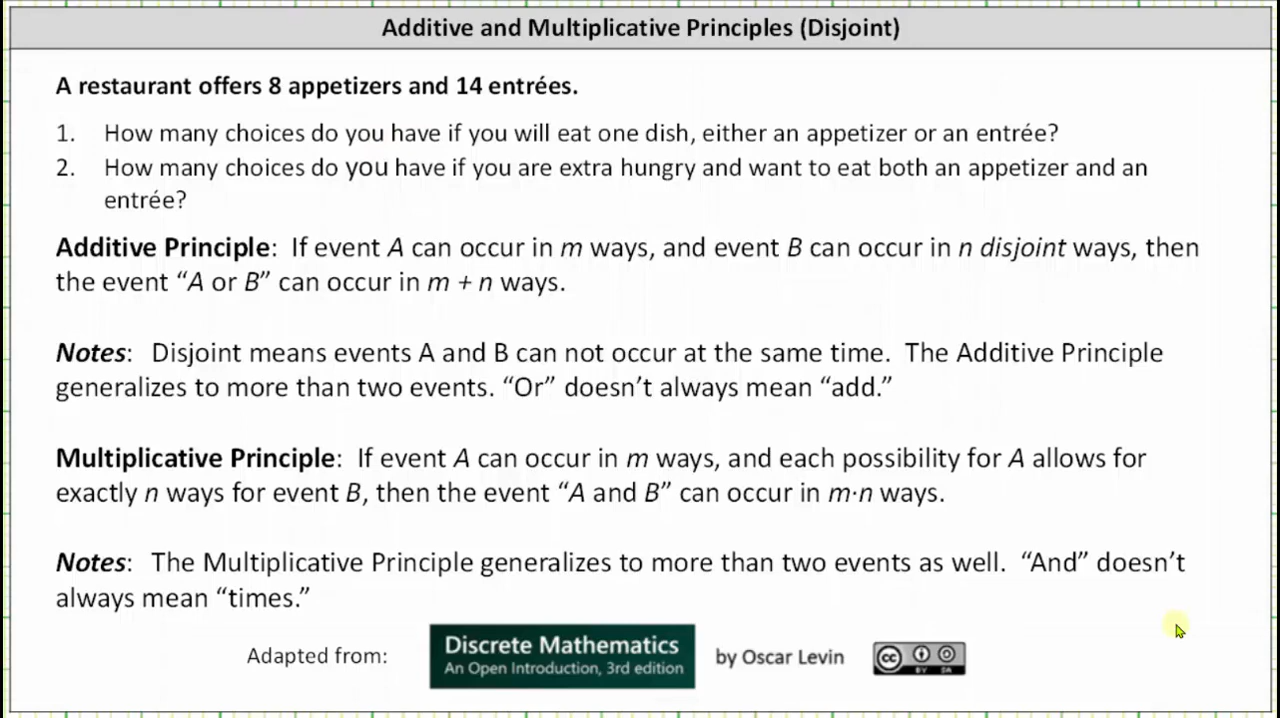 Additive and Multiplicative Principles (Disjoint)
A restaurant offers 8 appetizers and 14 entrées.
1. How many choices do you have if you will eat one dish, either an appetizer or an entrée?
2. How many choices do you have if you are extra hungry and want to eat both an appetizer and an
entrée?
Additive Principle: If event A can occur in m ways, and event B can occur in n disjoint ways, then
the event “A or B” can occur in m + n ways.
Notes: Disjoint means events A and B can not occur at the same time. The Additive Principle
generalizes to more than two events. “Or” doesn’t always mean “add.”
Multiplicative Principle: If event A can occur in m ways, and each possibility for A allows for
exactly n ways for event B, then the event “A and B” can occur in m·n ways.
Notes: The Multiplicative Principle generalizes to more than two events as well. “And” doesn’t
always mean “times.”
Adapted from:
Discrete Mathematics
An Open Introduction, 3rd edition
by Oscar Levin
cc
BY SA